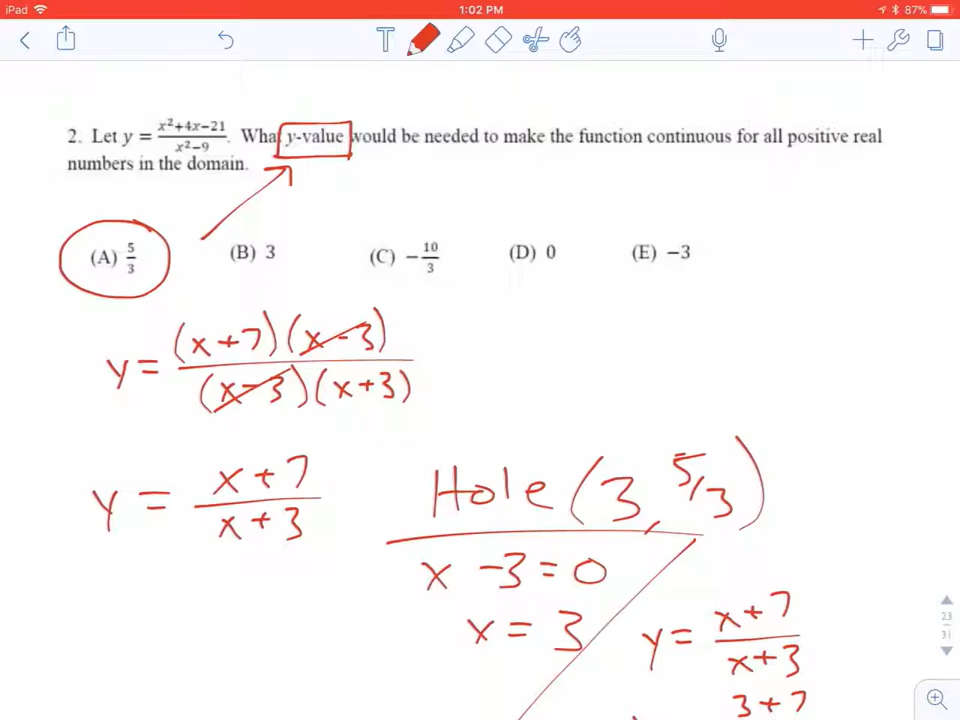 iPad 1:02 PM 87%
T
2. Let y = x²+4x−21 / x²−9. What y-value would be needed to make the function continuous for all positive real
numbers in the domain.
(A) 5/3 (B) 3 (C) −10/3 (D) 0 (E) −3
y = (x+7)(x−3) / (x−3)(x+3)
y = x+7 / x+3
Hole (3, 5/3)
x −3 = 0
x = 3
y = x+7 / x+3
3+7
23
31